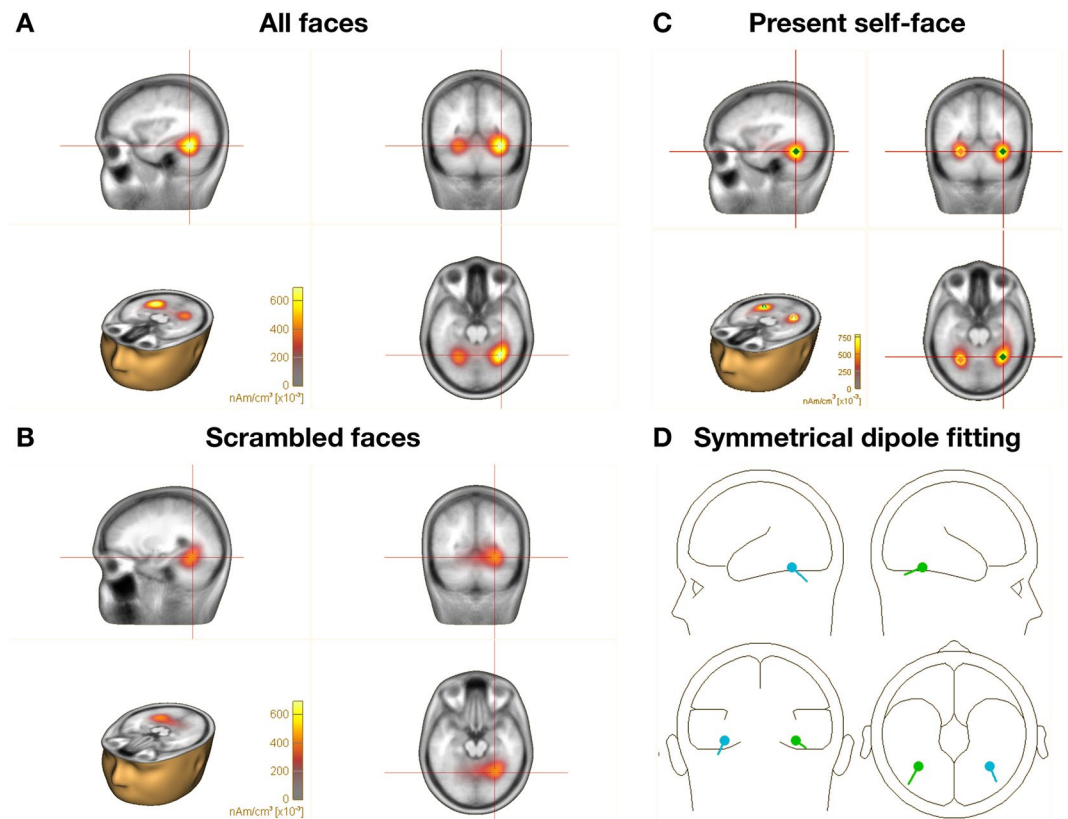 A All faces
600
400
200
0
nAm/cm³ [x10⁻³]
C Present self-face
750
500
250
0
nAm/cm³ [x10⁻³]
B Scrambled faces
600
400
200
0
nAm/cm³ [x10⁻³]
D Symmetrical dipole fitting